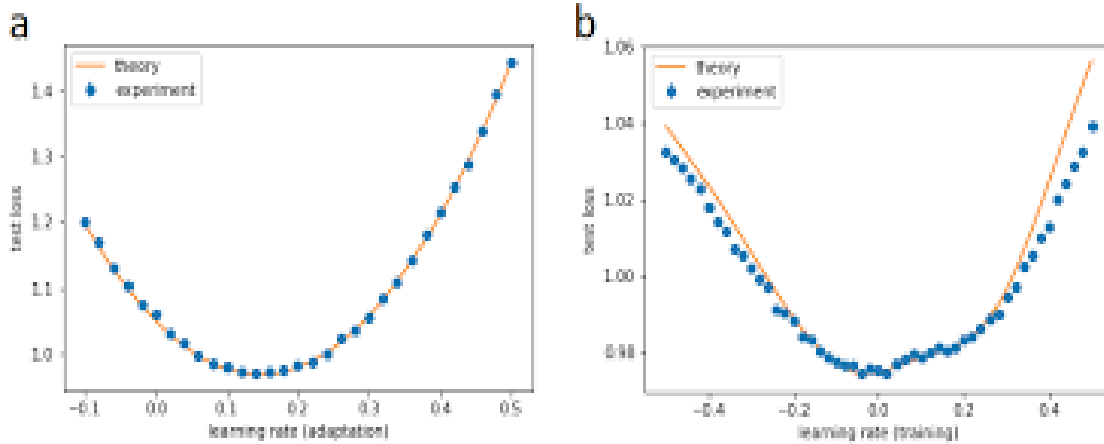 a
theory
experiment
1.4
1.3
1.2
1.1
1.0
test loss
−0.1 0.0 0.1 0.2 0.3 0.4 0.5
learning rate (adaptation)
b
theory
experiment
1.06
1.04
1.02
1.00
0.98
test loss
−0.4 −0.2 0.0 0.2 0.4
learning rate (training)